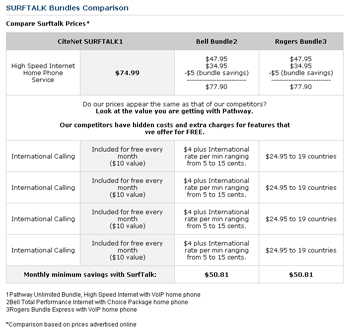 SURFTALK Bundles Comparison
Compare Surftalk Prices*
CiteNet SURFTALK1 Bell Bundle2 Rogers Bundle3
High Speed Internet
Home Phone
Service
$74.99
$47.95
$34.95
-$5 (bundle savings)
------------------------
$77.90
$47.95
$34.95
-$5 (bundle savings)
------------------------
$77.90
Do our prices appear the same as that of our competitors?
Look at the value you are getting with Pathway.
Our competitors have hidden costs and extra charges for features that
we offer for FREE.
International Calling
Included for free every
month
($10 value)
$4 plus International
rate per min ranging
from 5 to 15 cents.
$24.95 to 19 countries
International Calling
Included for free every
month
($10 value)
$4 plus International
rate per min ranging
from 5 to 15 cents.
$24.95 to 19 countries
International Calling
Included for free every
month
($10 value)
$4 plus International
rate per min ranging
from 5 to 15 cents.
$24.95 to 19 countries
International Calling
Included for free every
month
($10 value)
$4 plus International
rate per min ranging
from 5 to 15 cents.
$24.95 to 19 countries
Monthly minimum savings with SurfTalk: $50.81 $50.81
1Pathway Unlimited Bundle, High Speed Internet with VoIP home phone
2Bell Total Performance Internet with Choice Package home phone
3Rogers Bundle Express with VoIP home phone
*Comparison based on prices advertised online